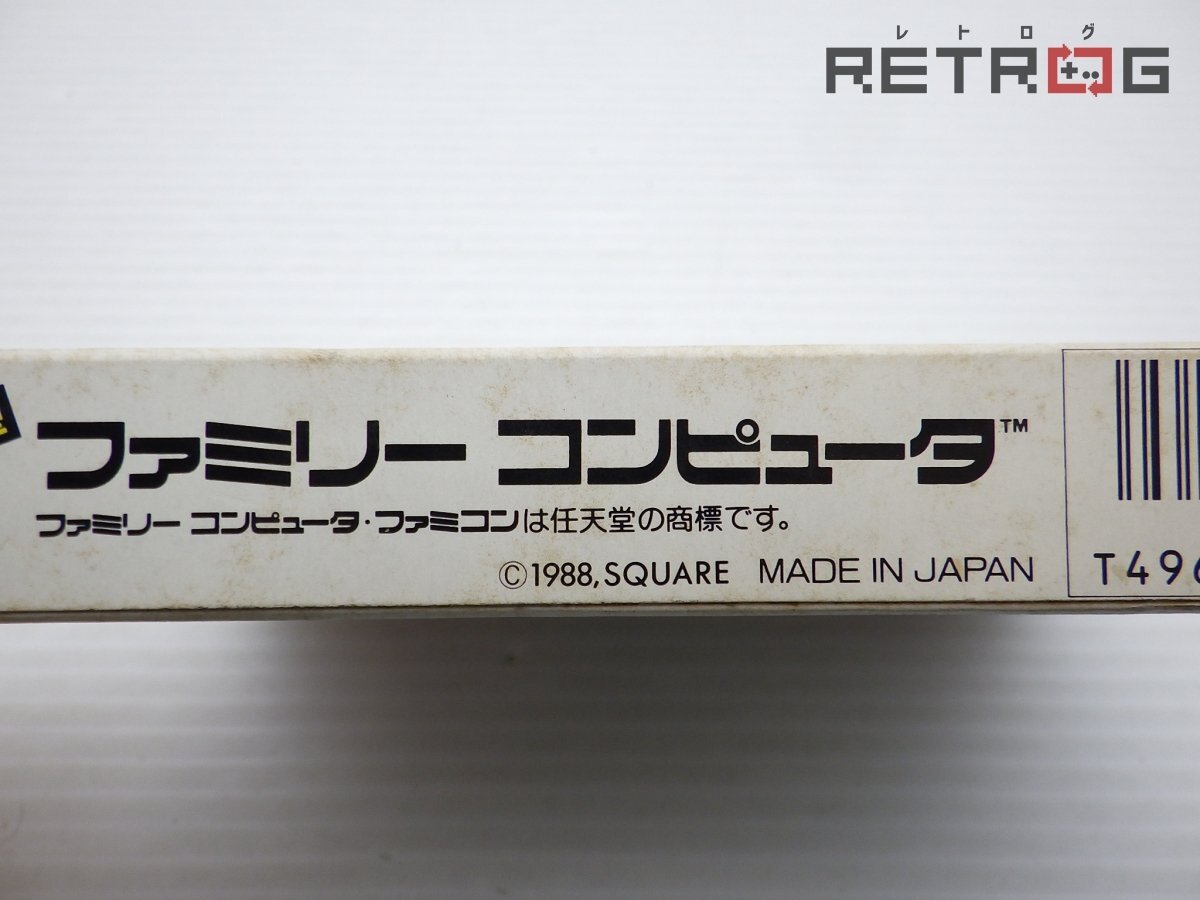 レトログ
RETROG
ファミリー コンピュータ™
ファミリー コンピュータ・ファミコンは任天堂の商標です。
©1988, SQUARE MADE IN JAPAN
T496